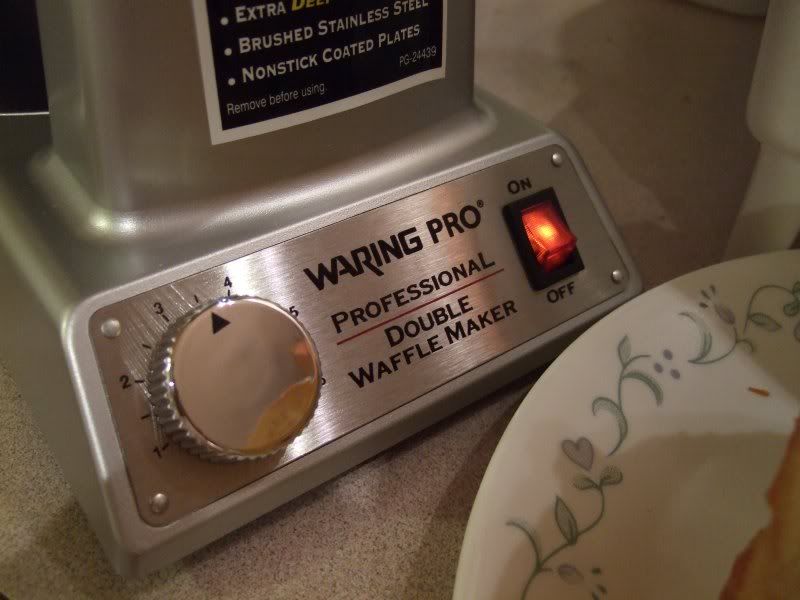 • EXTRA DEEP
• BRUSHED STAINLESS STEEL
• NONSTICK COATED PLATES
PG-24439
Remove before using.
ON
WARING PRO®
PROFESSIONAL
DOUBLE
WAFFLE MAKER
OFF
1
2
3
4
5